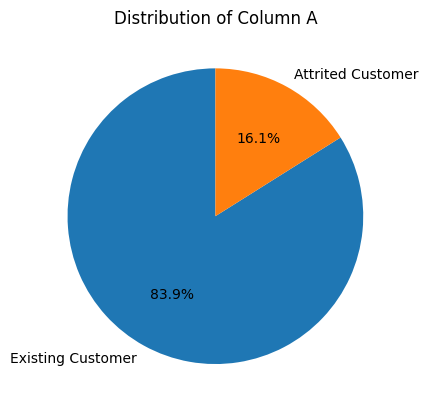 Distribution of Column A
Attrited Customer
16.1%
83.9%
Existing Customer